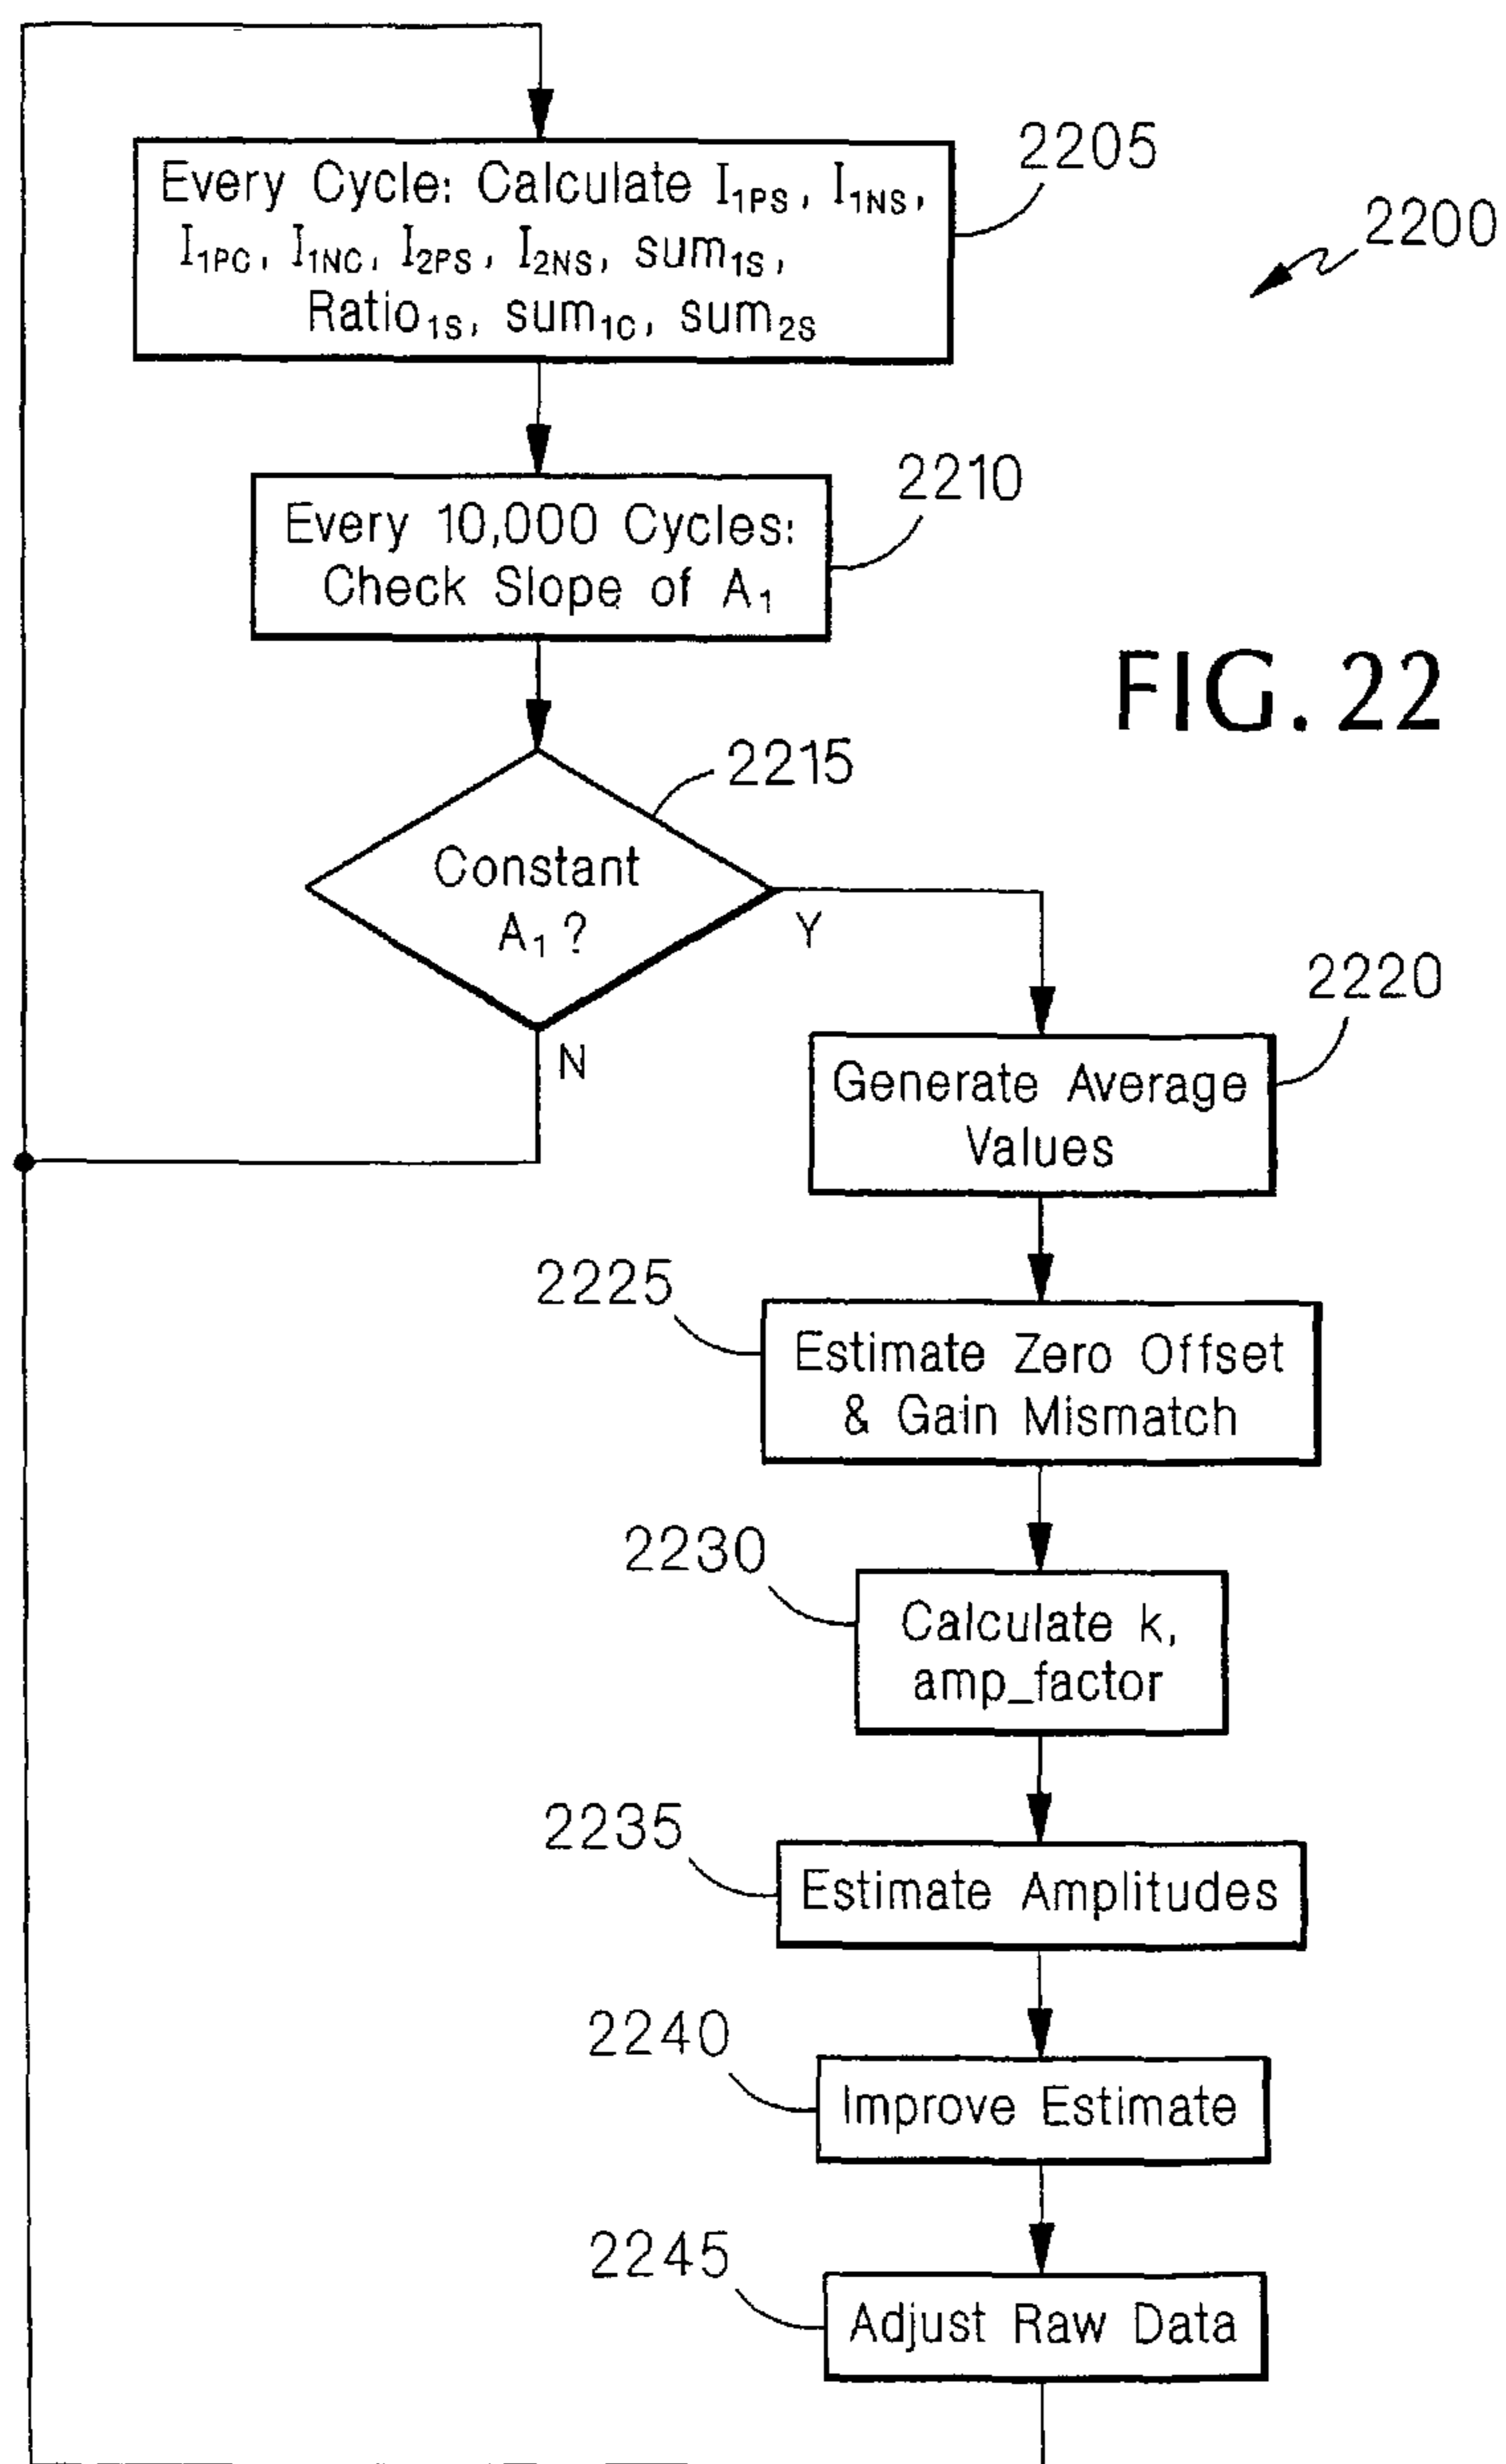 2205
Every Cycle: Calculate I1PS, I1NS,
I1PC, I1NC, I2PS, I2NS, sum1S,
Ratio1S, sum1C, sum2S
2200
2210
Every 10,000 Cycles:
Check Slope of A1
FIG. 22
2215
Constant
A1?
Y
N
2220
Generate Average
Values
2225
Estimate Zero Offset
& Gain Mismatch
2230
Calculate k,
amp_factor
2235
Estimate Amplitudes
2240
Improve Estimate
2245
Adjust Raw Data